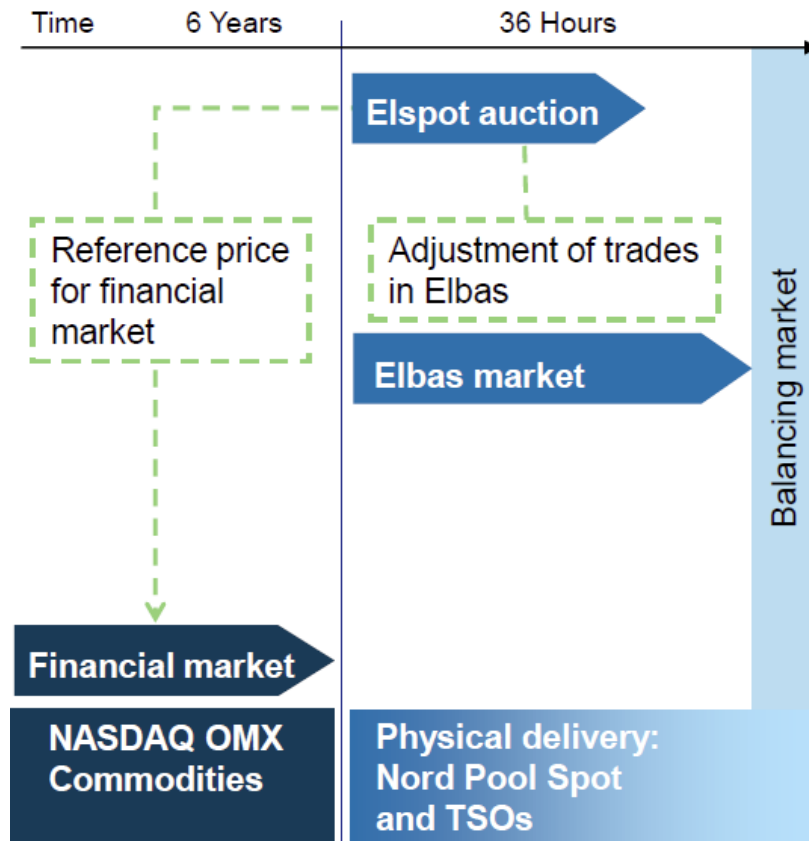 Time
6 Years
36 Hours
Elspot auction
Reference price
for financial
market
Adjustment of trades
in Elbas
Elbas market
Balancing market
Financial market
NASDAQ OMX
Commodities
Physical delivery:
Nord Pool Spot
and TSOs